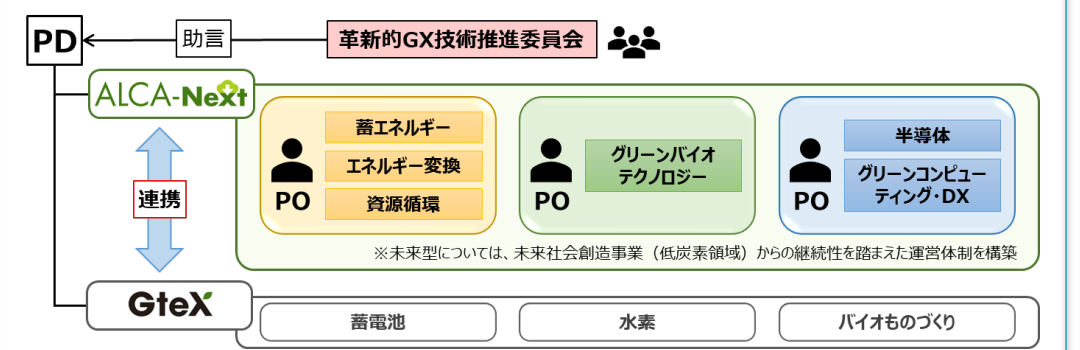 PD
助言
革新的GX技術推進委員会
ALCA-Next
連携
PO
蓄エネルギー
エネルギー変換
資源循環
PO
グリーンバイオ
テクノロジー
PO
半導体
グリーンコンピュー
ティング・DX
※未来型については、未来社会創造事業（低炭素領域）からの継続性を踏まえた運営体制を構築
GteX
蓄電池
水素
バイオものづくり